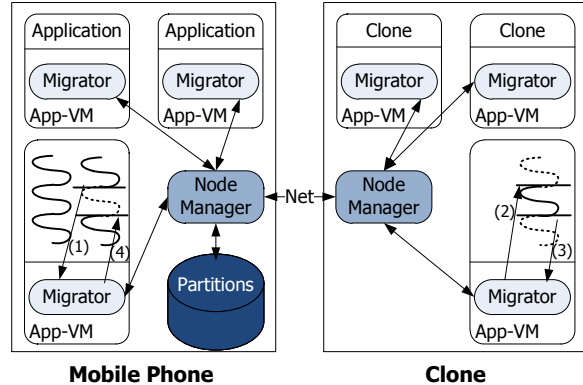 Application
Migrator
App-VM
Application
Migrator
App-VM
Clone
Migrator
App-VM
Clone
Migrator
App-VM
(1)
(4)
Migrator
App-VM
Node
Manager
Partitions
Net
Node
Manager
(2)
(3)
Migrator
App-VM
Mobile Phone
Clone